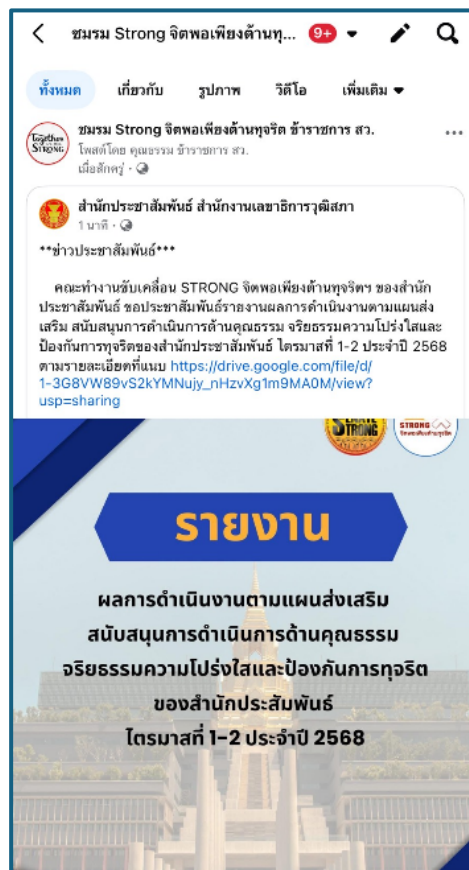 ชมรม Strong จิตพอเพียงต้านทุ... 9+
ทั้งหมด เกี่ยวกับ รูปภาพ วิดีโอ เพิ่มเติม
Together
STRONG
ชมรม Strong จิตพอเพียงต้านทุจริต ข้าราชการ สว.
โพสต์โดย คุณธรรม ข้าราชการ สว.
เมื่อสักครู่ ·
สำนักประชาสัมพันธ์ สำนักงานเลขาธิการวุฒิสภา
1 นาที ·
**ข่าวประชาสัมพันธ์***
คณะทำงานขับเคลื่อน STRONG จิตพอเพียงต้านทุจริตฯ ของสำนัก
ประชาสัมพันธ์ ขอประชาสัมพันธ์รายงานผลการดำเนินงานตามแผนส่ง
เสริม สนับสนุนการดำเนินการด้านคุณธรรม จริยธรรมความโปร่งใสและ
ป้องกันการทุจริตของสำนักประชาสัมพันธ์ ไตรมาสที่ 1-2 ประจำปี 2568
ตามรายละเอียดที่แนบ https://drive.google.com/file/d/
1-3G8VW89vS2kYMNujy_nHzvXg1m9MA0M/view?
usp=sharing
STRONG
STRONG
รายงาน
ผลการดำเนินงานตามแผนส่งเสริม
สนับสนุนการดำเนินการด้านคุณธรรม
จริยธรรมความโปร่งใสและป้องกันการทุจริต
ของสำนักประสัมพันธ์
ไตรมาสที่ 1-2 ประจำปี 2568